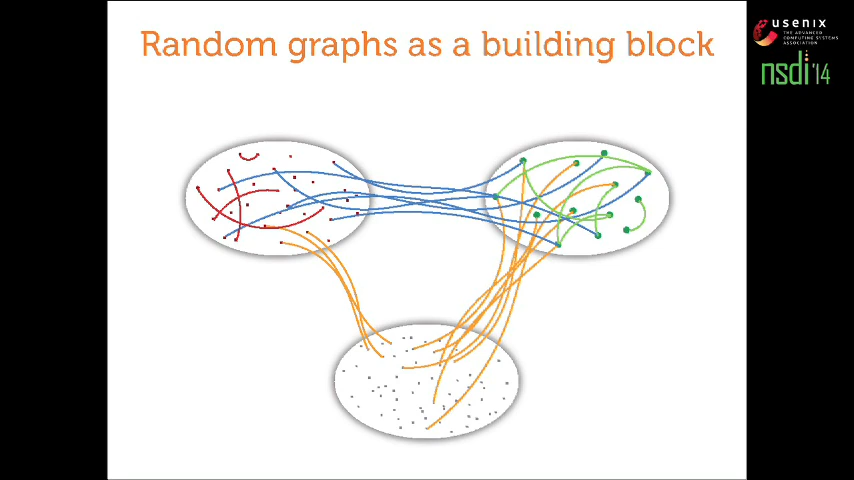 Random graphs as a building block
usenix
THE ADVANCED
COMPUTING SYSTEMS
ASSOCIATION
nsdi '14